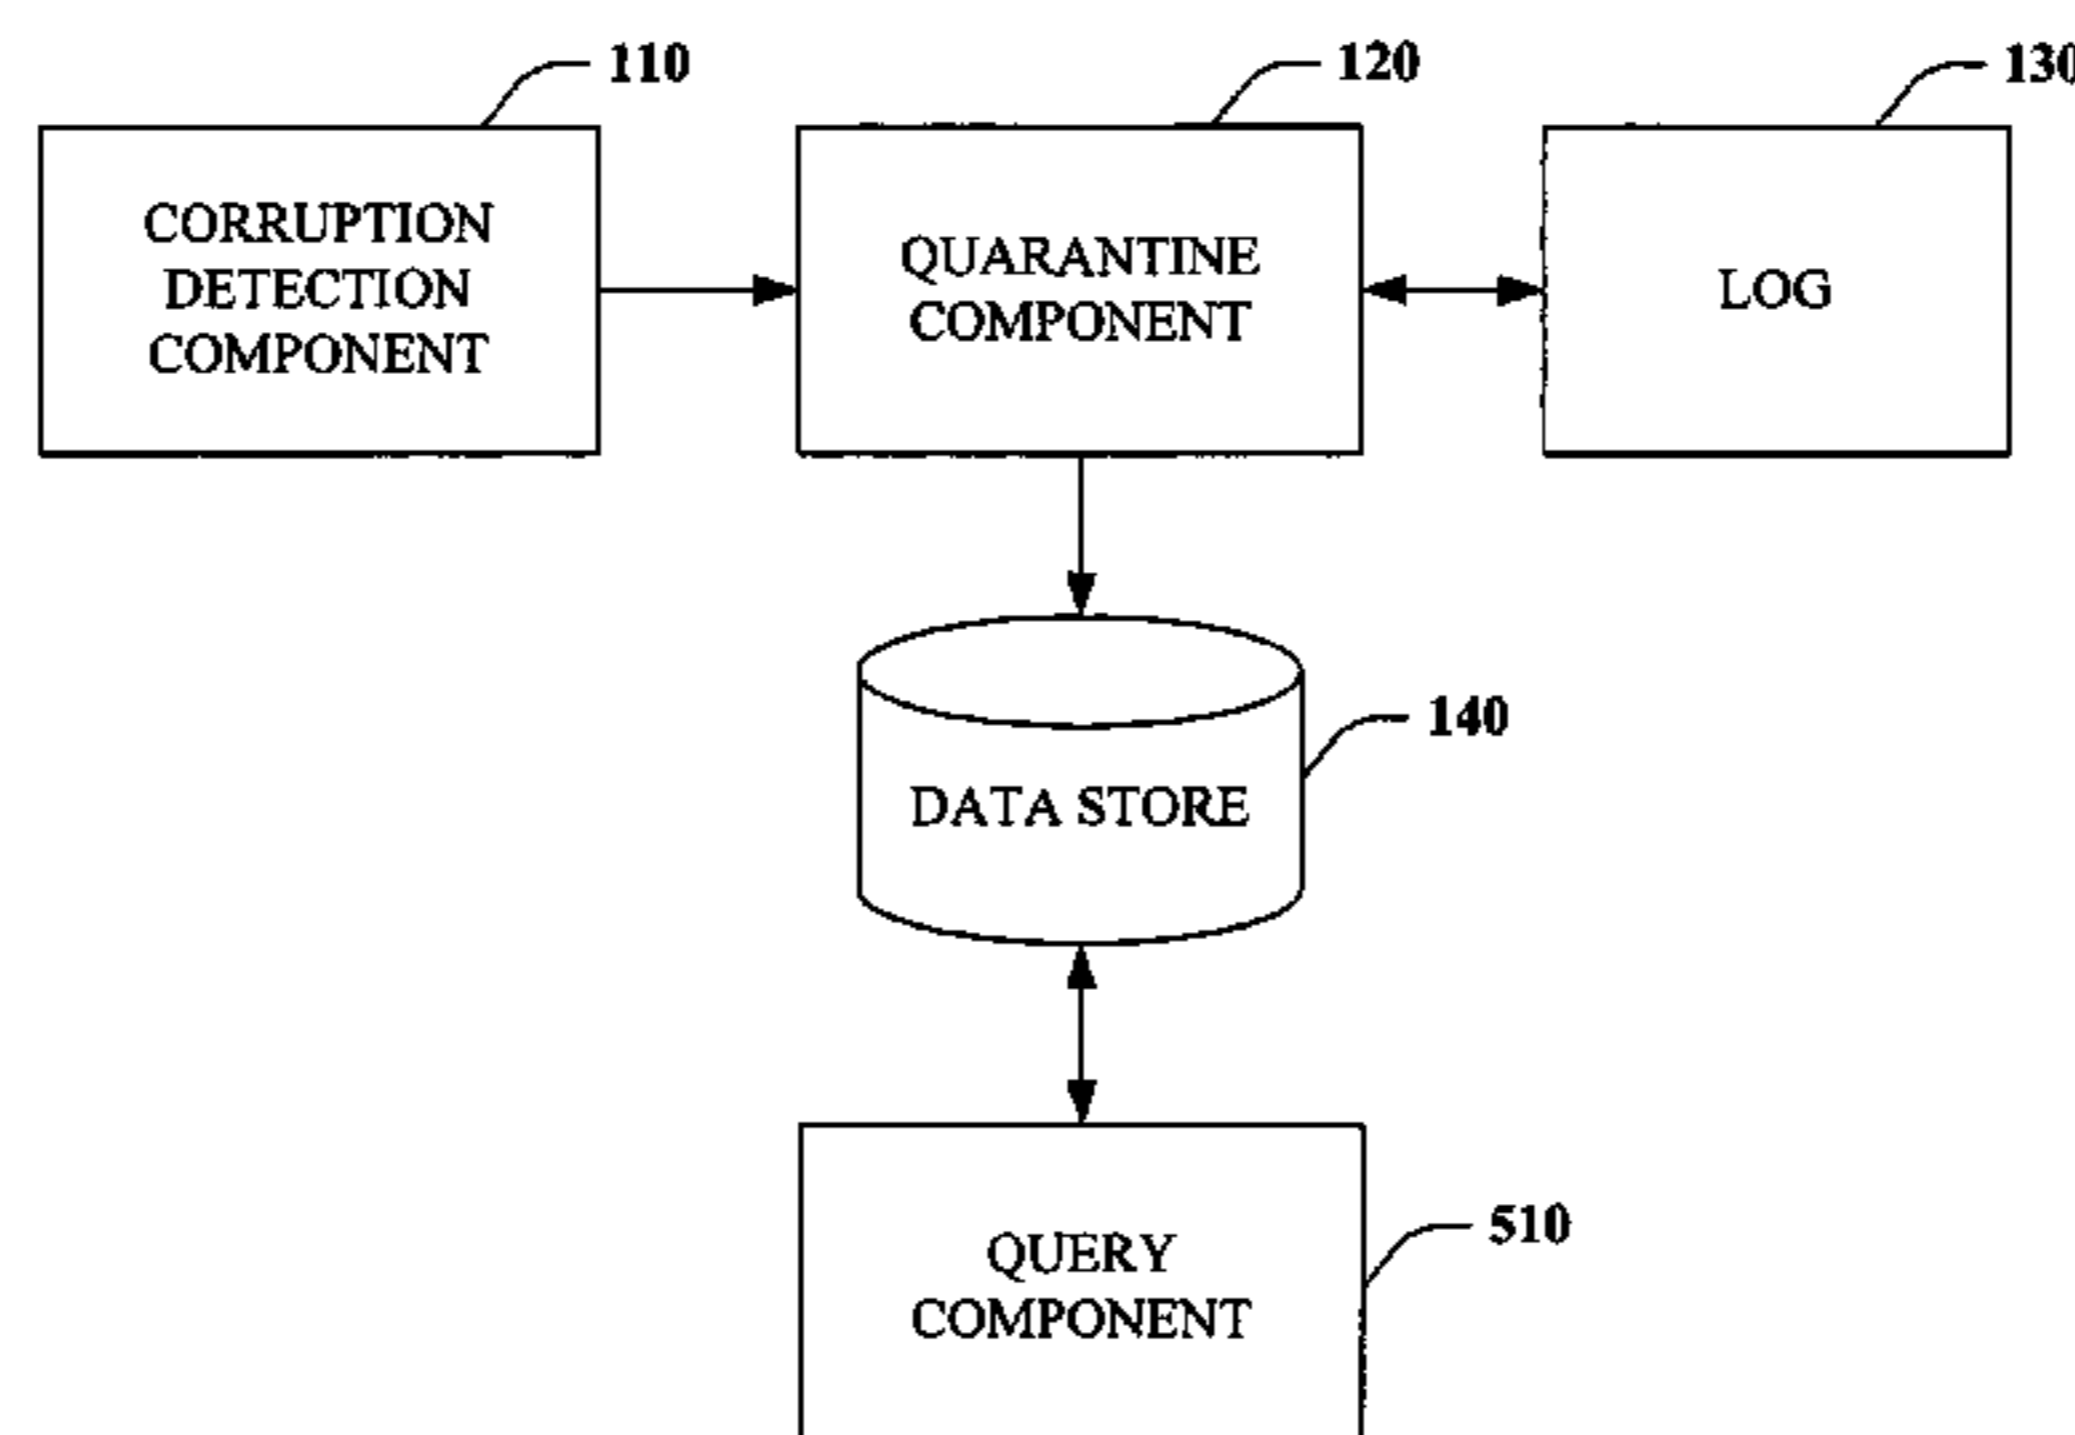 110
120
130
CORRUPTION
DETECTION
COMPONENT
QUARANTINE
COMPONENT
LOG
140
DATA STORE
510
QUERY
COMPONENT